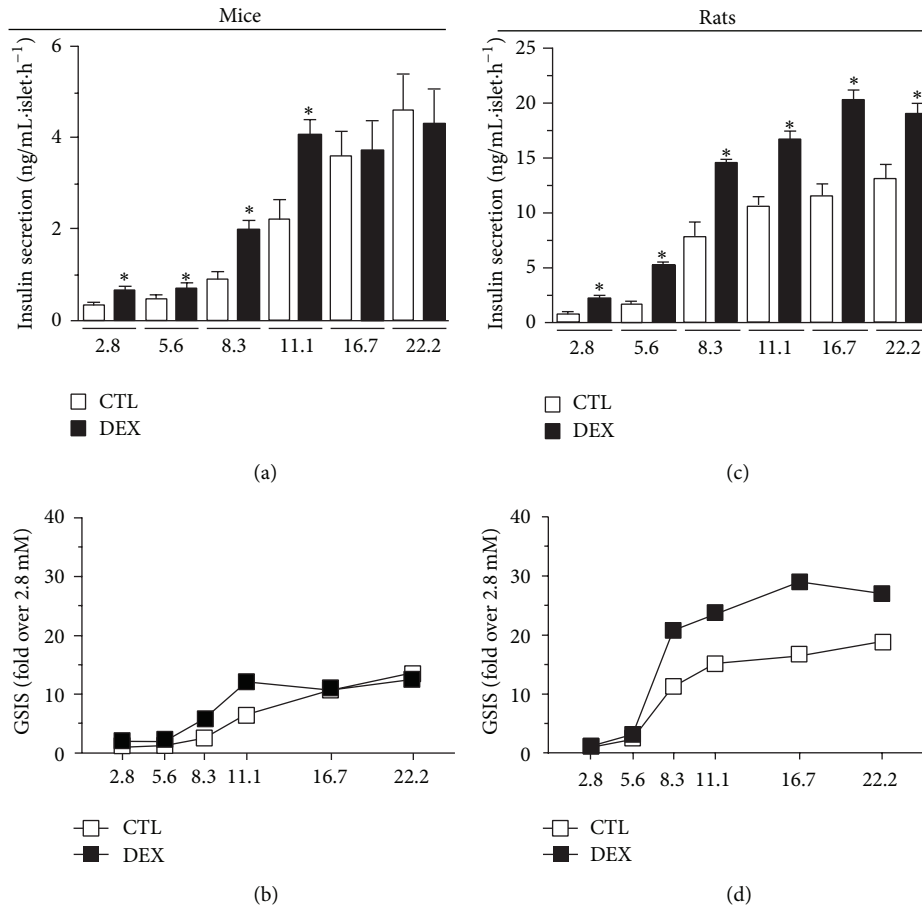 Mice
Insulin secretion (ng/mL·islet·h⁻¹)
6
4
2
0
* * * *
2.8 5.6 8.3 11.1 16.7 22.2
CTL
DEX
(a)
Rats
Insulin secretion (ng/mL·islet·h⁻¹)
25
20
15
10
5
0
* * * * * *
2.8 5.6 8.3 11.1 16.7 22.2
CTL
DEX
(c)
GSIS (fold over 2.8 mM)
40
30
20
10
0
2.8 5.6 8.3 11.1 16.7 22.2
CTL
DEX
(b)
GSIS (fold over 2.8 mM)
40
30
20
10
0
2.8 5.6 8.3 11.1 16.7 22.2
CTL
DEX
(d)